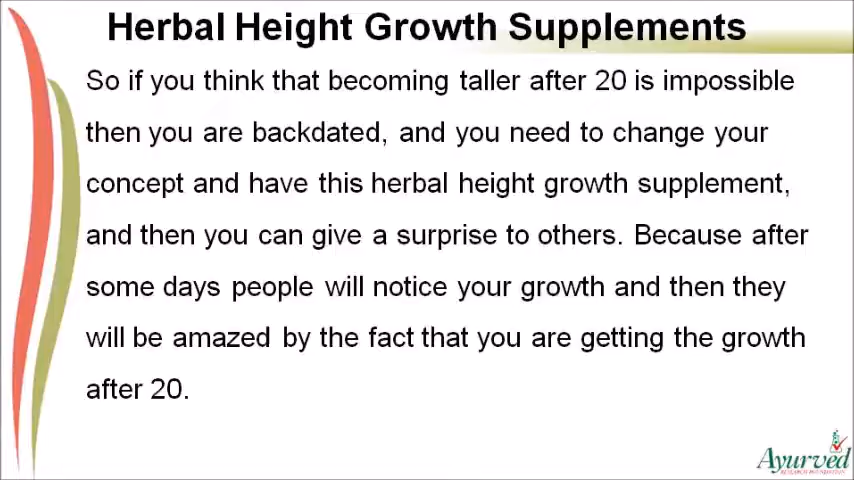 Herbal Height Growth Supplements
So if you think that becoming taller after 20 is impossible
then you are backdated, and you need to change your
concept and have this herbal height growth supplement,
and then you can give a surprise to others. Because after
some days people will notice your growth and then they
will be amazed by the fact that you are getting the growth
after 20.
Ayurved
RESEARCH FOUNDATION